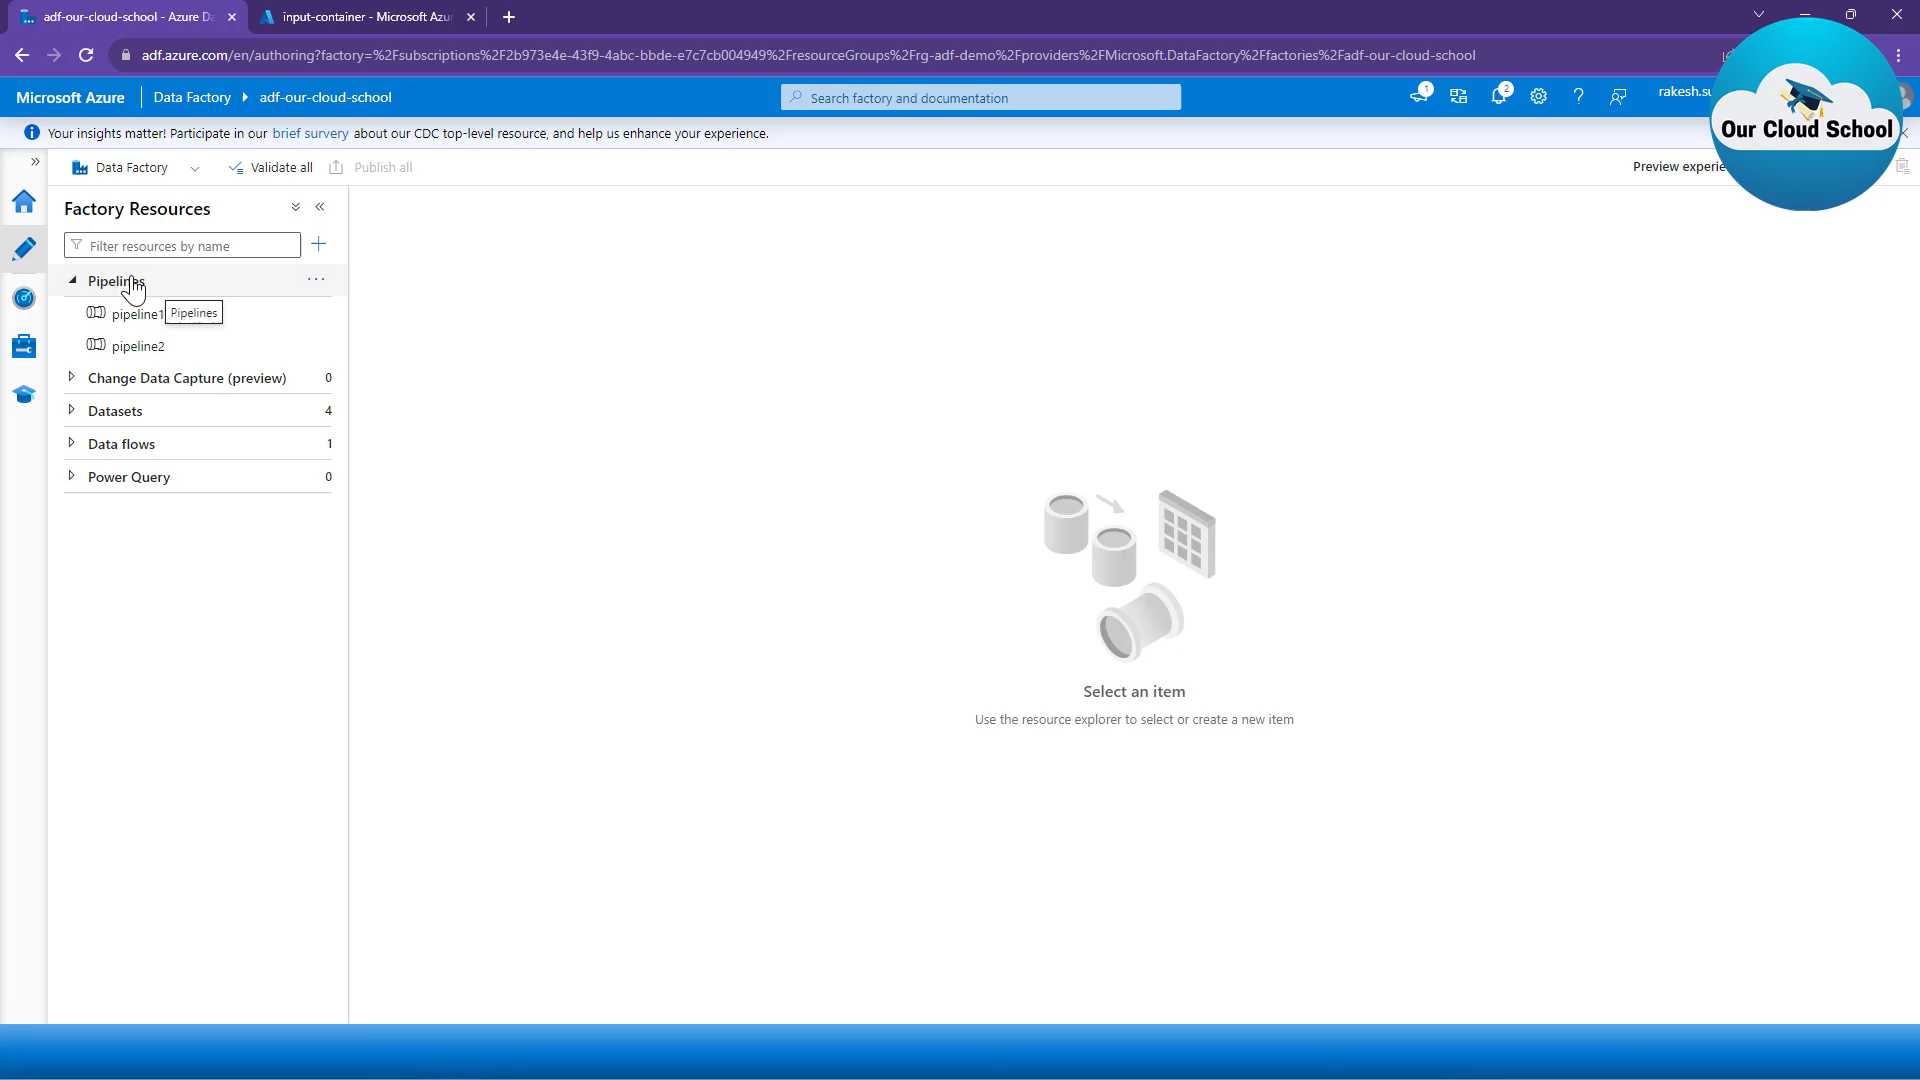 adf-our-cloud-school - Azure Da
input-container - Microsoft Azu
adf.azure.com/en/authoring?factory=%2Fsubscriptions%2F2b973e4e-43f9-4abc-bbde-e7c7cb004949%2FresourceGroups%2Frg-adf-demo%2Fproviders%2FMicrosoft.DataFactory%2Ffactories%2Fadf-our-cloud-school
Microsoft Azure
Data Factory
adf-our-cloud-school
Search factory and documentation
1
2
rakesh.su
Our Cloud School
Your insights matter! Participate in our brief survey about our CDC top-level resource, and help us enhance your experience.
Data Factory
Validate all
Publish all
Preview experie
Factory Resources
Filter resources by name
Pipelines
pipeline1
Pipelines
pipeline2
Change Data Capture (preview) 0
Datasets 4
Data flows 1
Power Query 0
Select an item
Use the resource explorer to select or create a new item